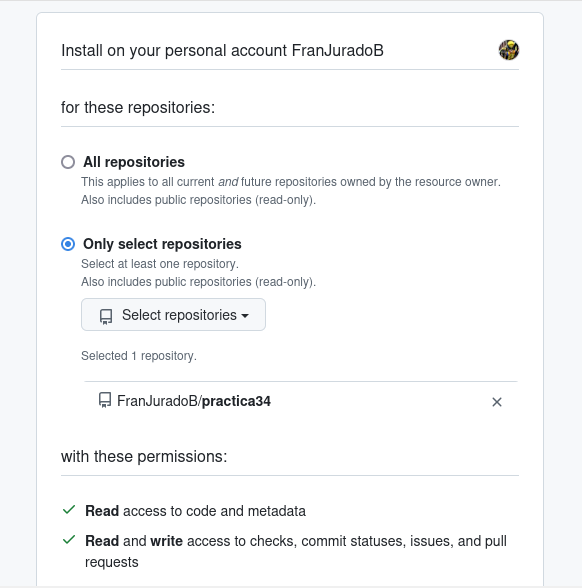 Install on your personal account FranJuradoB
for these repositories:
All repositories
This applies to all current and future repositories owned by the resource owner.
Also includes public repositories (read-only).
Only select repositories
Select at least one repository.
Also includes public repositories (read-only).
Select repositories
Selected 1 repository.
FranJuradoB/practica34
with these permissions:
Read access to code and metadata
Read and write access to checks, commit statuses, issues, and pull
requests